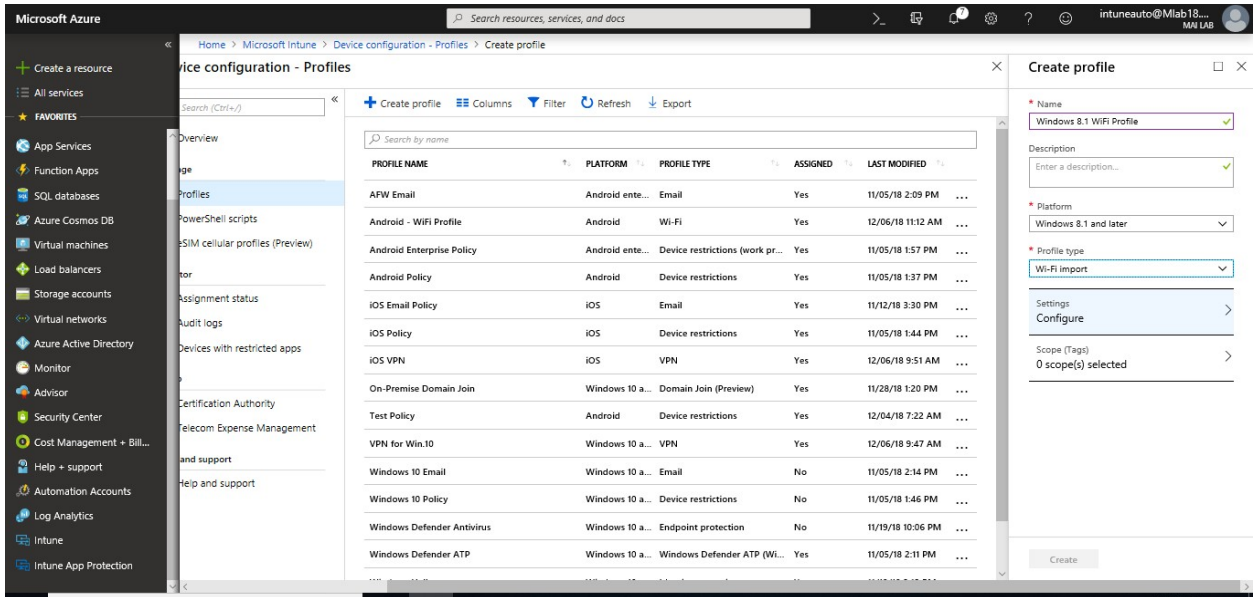 Microsoft Azure
Search resources, services, and docs
7
intuneauto@Mlab18....
MAI LAB
Home > Microsoft Intune > Device configuration - Profiles > Create profile
Create a resource
All services
FAVORITES
App Services
Function Apps
SQL databases
Azure Cosmos DB
Virtual machines
Load balancers
Storage accounts
Virtual networks
Azure Active Directory
Monitor
Advisor
Security Center
Cost Management + Bill...
Help + support
Automation Accounts
Log Analytics
Intune
Intune App Protection
vice configuration - Profiles
Search (Ctrl+/)
Overview
age
Profiles
PowerShell scripts
eSIM cellular profiles (Preview)
tor
Assignment status
Audit logs
Devices with restricted apps
Certification Authority
Telecom Expense Management
and support
Help and support
Create profile Columns Filter Refresh Export
Search by name
PROFILE NAME PLATFORM PROFILE TYPE ASSIGNED LAST MODIFIED
AFW Email Android ente... Email Yes 11/05/18 2:09 PM ...
Android - WiFi Profile Android Wi-Fi Yes 12/06/18 11:12 AM ...
Android Enterprise Policy Android ente... Device restrictions (work pr... Yes 11/05/18 1:57 PM ...
Android Policy Android Device restrictions Yes 11/05/18 1:37 PM ...
iOS Email Policy iOS Email Yes 11/12/18 3:30 PM ...
iOS Policy iOS Device restrictions Yes 11/05/18 1:44 PM ...
iOS VPN iOS VPN Yes 12/06/18 9:51 AM ...
On-Premise Domain Join Windows 10 a... Domain Join (Preview) Yes 11/28/18 1:20 PM ...
Test Policy Android Device restrictions Yes 12/04/18 7:22 AM ...
VPN for Win.10 Windows 10 a... VPN Yes 12/06/18 9:47 AM ...
Windows 10 Email Windows 10 a... Email No 11/05/18 2:14 PM ...
Windows 10 Policy Windows 10 a... Device restrictions No 11/05/18 1:46 PM ...
Windows Defender Antivirus Windows 10 a... Endpoint protection No 11/19/18 10:06 PM ...
Windows Defender ATP Windows 10 a... Windows Defender ATP (Wi... Yes 11/05/18 2:11 PM ...
Create profile
* Name
Windows 8.1 WiFi Profile
Description
Enter a description...
* Platform
Windows 8.1 and later
* Profile type
Wi-Fi import
Settings
Configure
Scope (Tags)
0 scope(s) selected
Create